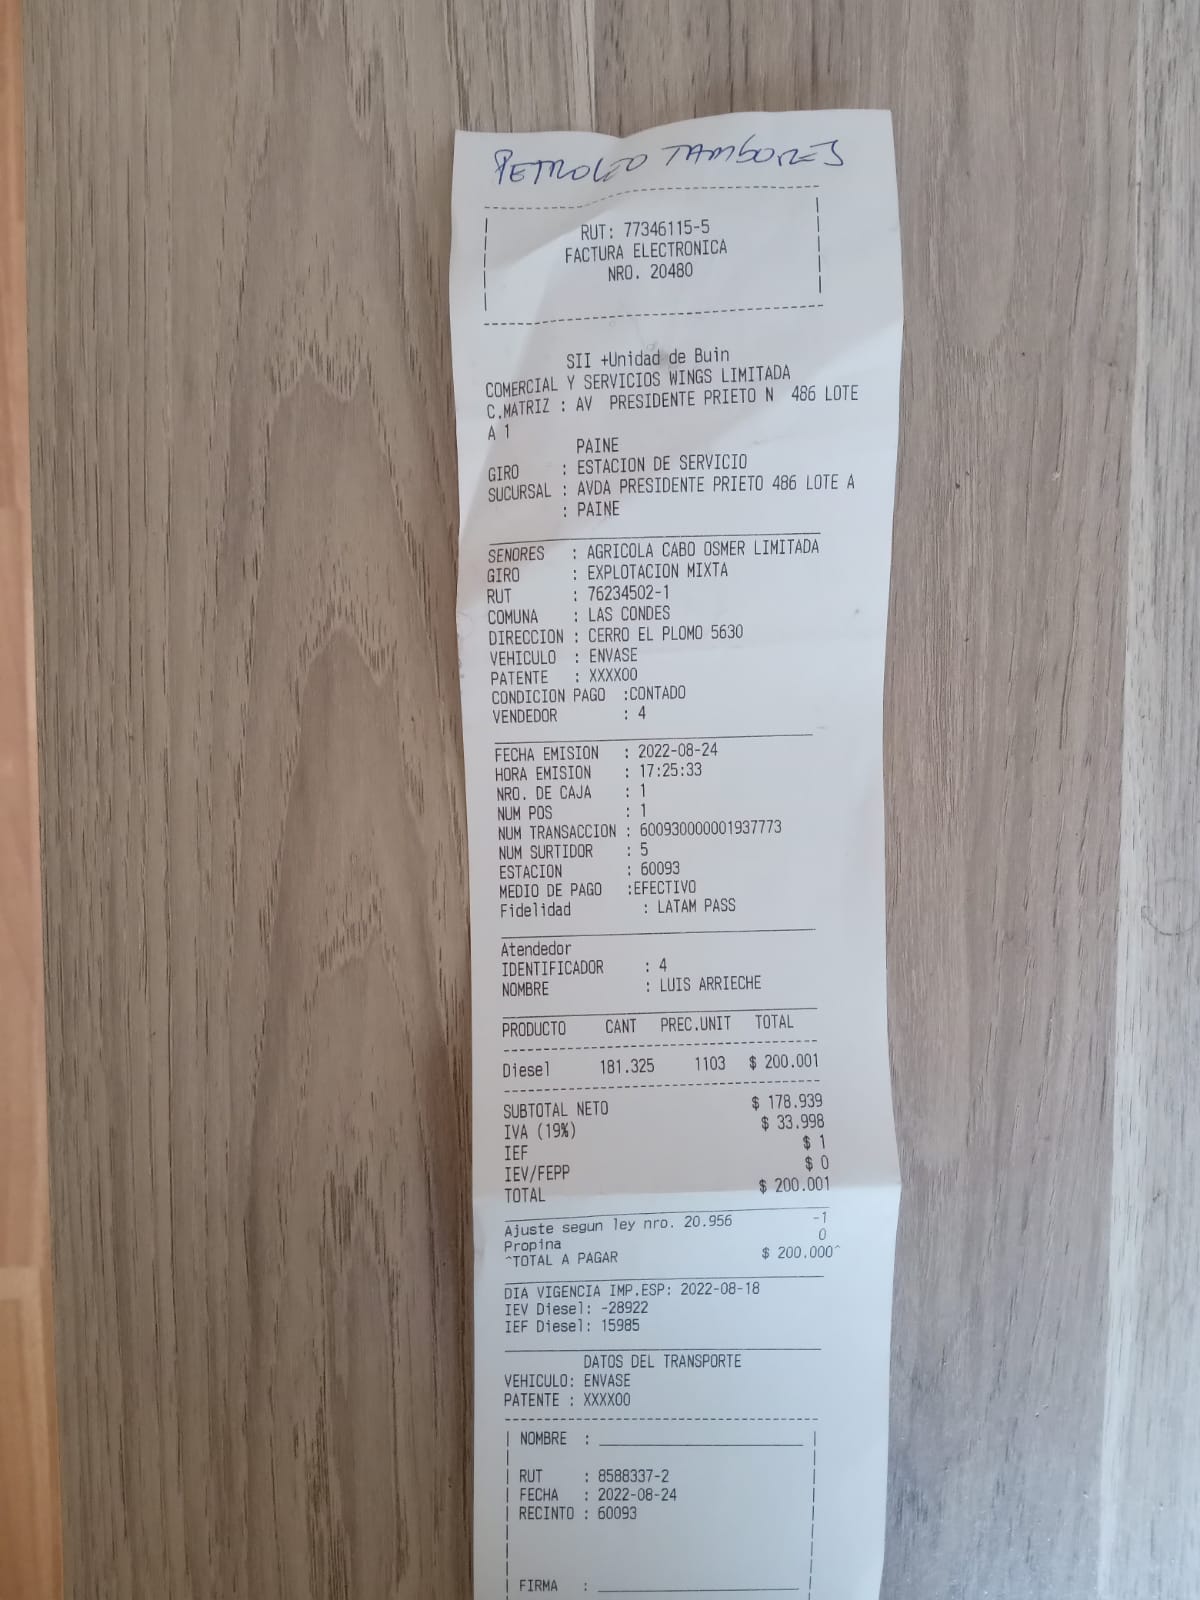 PETROLEO TAMBORES
RUT: 77346115-5
FACTURA ELECTRONICA
NRO. 20480
SII +Unidad de Buin
COMERCIAL Y SERVICIOS WINGS LIMITADA
C.MATRIZ : AV PRESIDENTE PRIETO N 486 LOTE
A 1
PAINE
GIRO : ESTACION DE SERVICIO
SUCURSAL : AVDA PRESIDENTE PRIETO 486 LOTE A
: PAINE
SENORES : AGRICOLA CABO OSMER LIMITADA
GIRO : EXPLOTACION MIXTA
RUT : 76234502-1
COMUNA : LAS CONDES
DIRECCION : CERRO EL PLOMO 5630
VEHICULO : ENVASE
PATENTE : XXXX00
CONDICION PAGO :CONTADO
VENDEDOR : 4
FECHA EMISION : 2022-08-24
HORA EMISION : 17:25:33
NRO. DE CAJA : 1
NUM POS : 1
NUM TRANSACCION : 600930000001937773
NUM SURTIDOR : 5
ESTACION : 60093
MEDIO DE PAGO :EFECTIVO
Fidelidad : LATAM PASS
Atendedor
IDENTIFICADOR : 4
NOMBRE : LUIS ARRIECHE
PRODUCTO CANT PREC.UNIT TOTAL
Diesel 181.325 1103 $ 200.001
SUBTOTAL NETO $ 178.939
IVA (19%) $ 33.998
IEF $ 1
IEV/FEPP $ 0
TOTAL $ 200.001
Ajuste segun ley nro. 20.956 -1
Propina 0
^TOTAL A PAGAR $ 200.000^
DIA VIGENCIA IMP.ESP: 2022-08-18
IEV Diesel: -28922
IEF Diesel: 15985
DATOS DEL TRANSPORTE
VEHICULO: ENVASE
PATENTE : XXXX00
NOMBRE :
RUT : 8588337-2
FECHA : 2022-08-24
RECINTO : 60093
FIRMA :